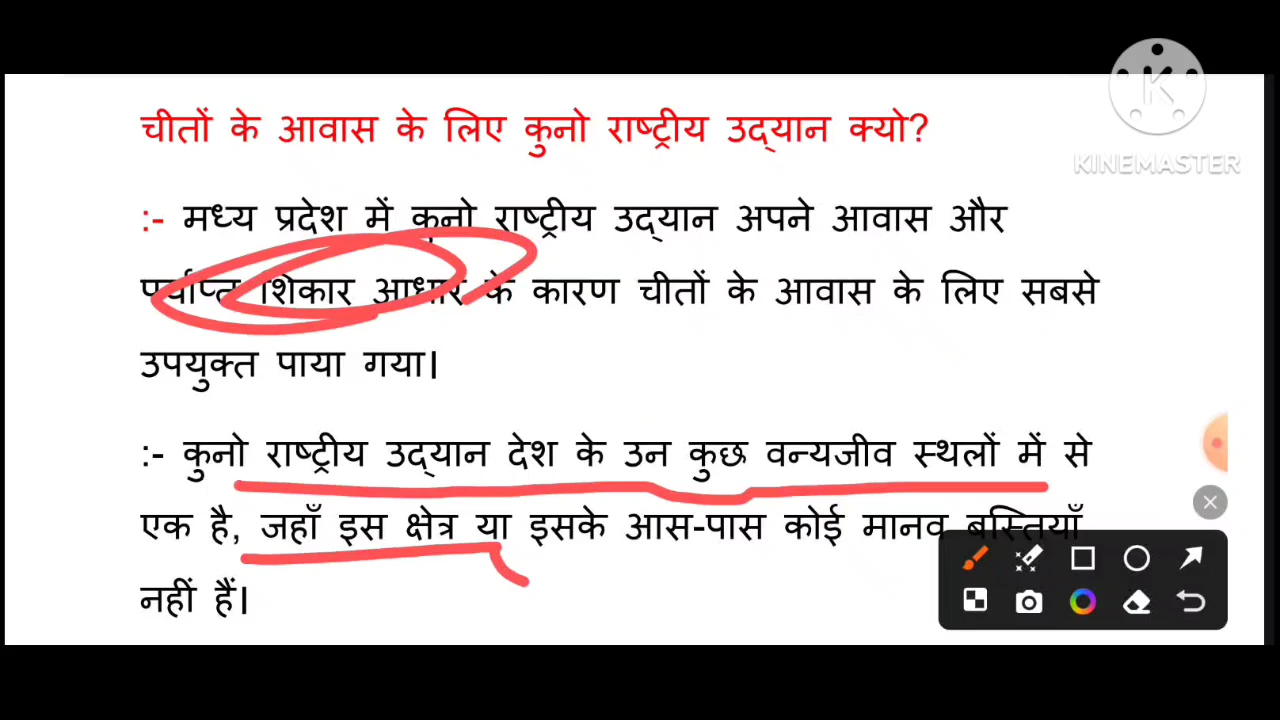 चीतों के आवास के लिए कुनो राष्ट्रीय उद्यान क्यो?
KINEMASTER
:- मध्य प्रदेश में कुनो राष्ट्रीय उद्यान अपने आवास और
पर्याप्त शिकार आधार के कारण चीतों के आवास के लिए सबसे
उपयुक्त पाया गया।
:- कुनो राष्ट्रीय उद्यान देश के उन कुछ वन्यजीव स्थलों में से
एक है, जहाँ इस क्षेत्र या इसके आस-पास कोई मानव बस्तियाँ
नहीं हैं।